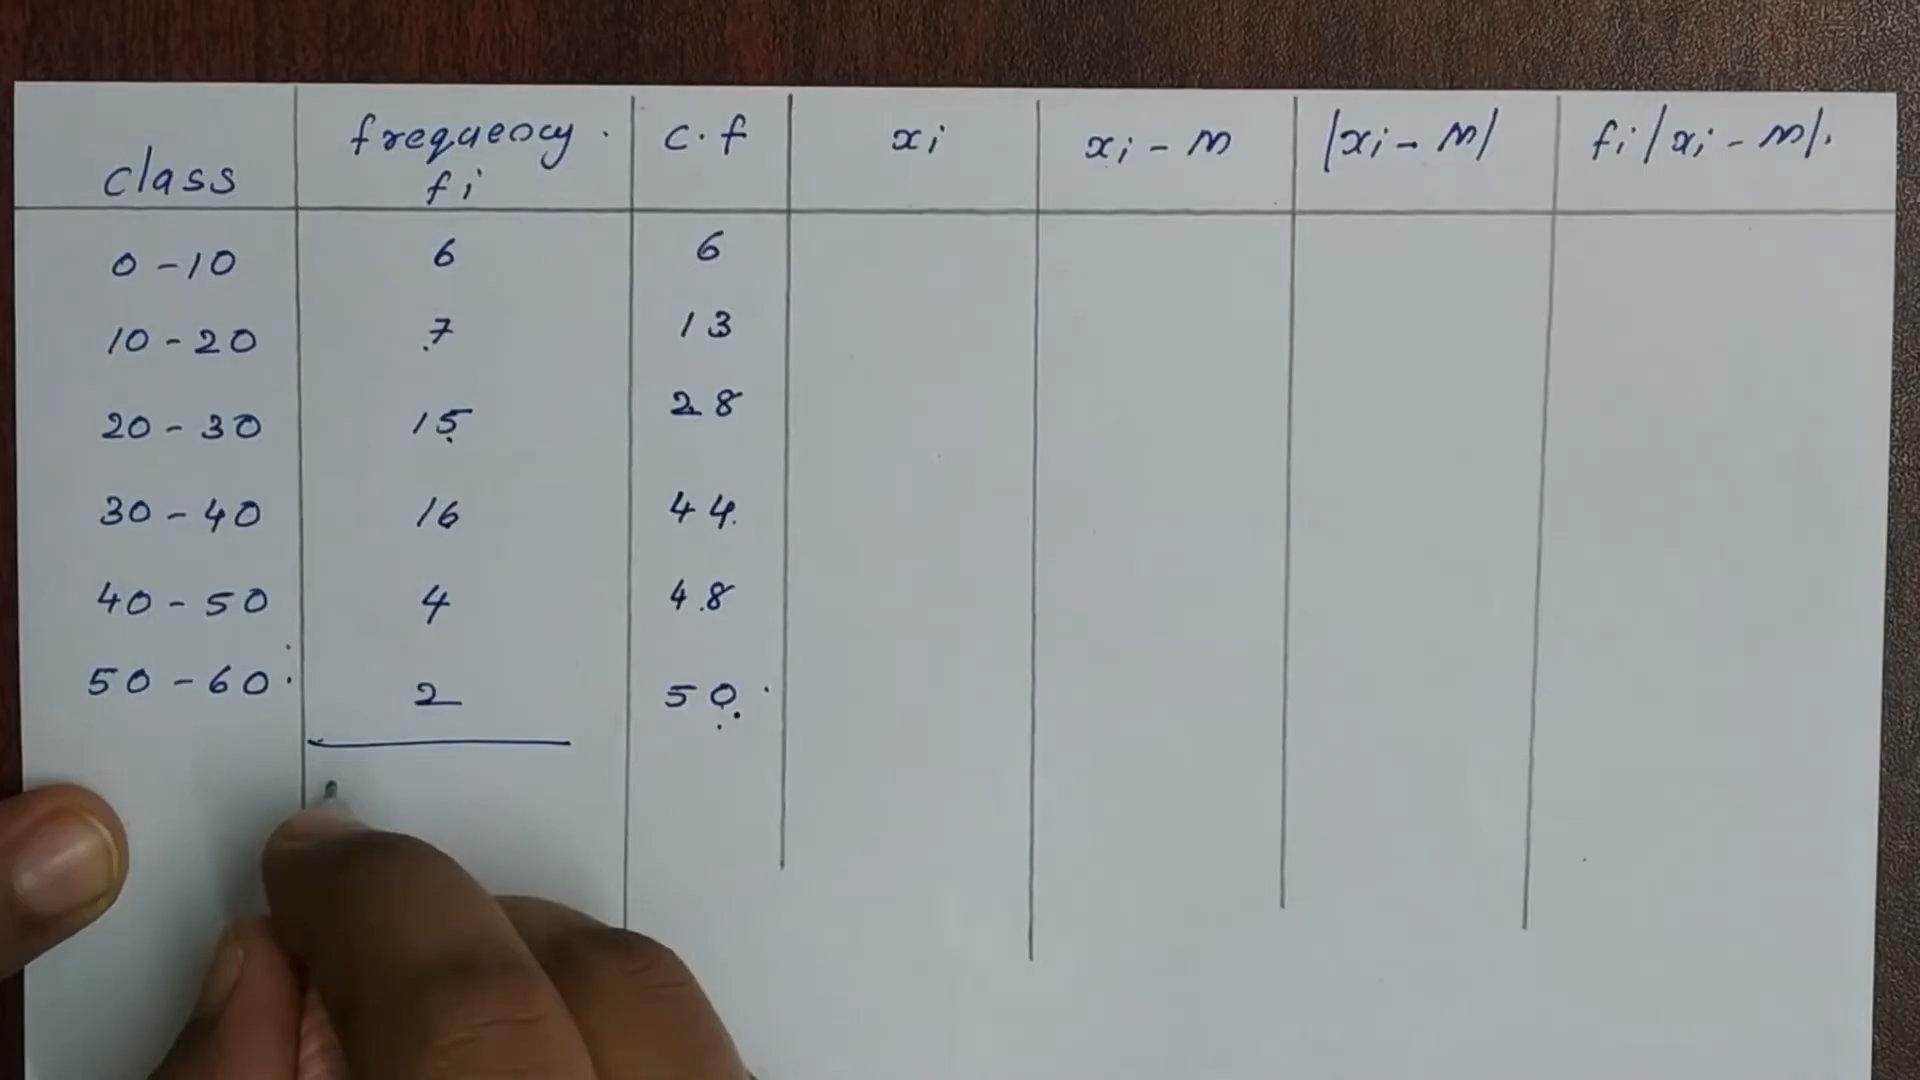 class frequency fi c.f xi xi - M |xi - M| fi |xi - M|.
0 - 10 6 6
10 - 20 7 13
20 - 30 15 28
30 - 40 16 44
40 - 50 4 48
50 - 60 2 50